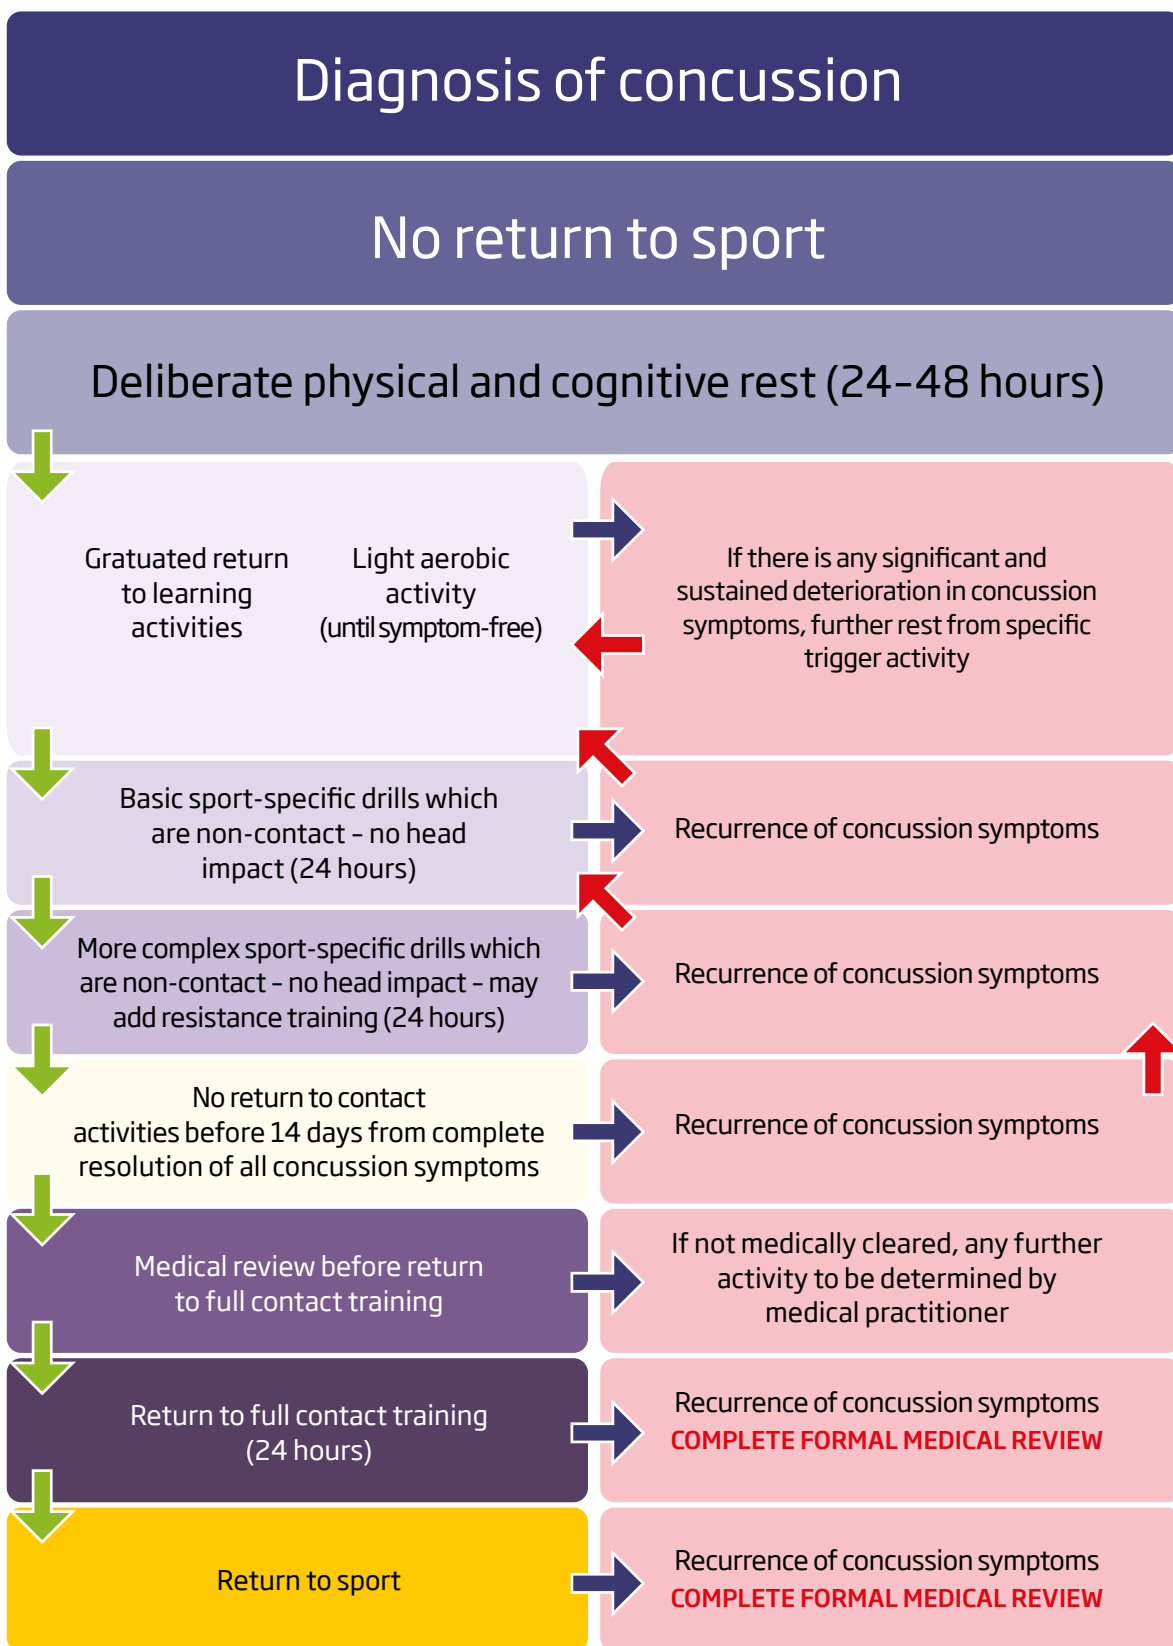 Diagnosis of concussion
No return to sport
Deliberate physical and cognitive rest (24–48 hours)
Gratuated return
to learning
activities
Light aerobic
activity
(until symptom-free)
If there is any significant and
sustained deterioration in concussion
symptoms, further rest from specific
trigger activity
Basic sport-specific drills which
are non-contact – no head
impact (24 hours)
Recurrence of concussion symptoms
More complex sport-specific drills which
are non-contact – no head impact – may
add resistance training (24 hours)
Recurrence of concussion symptoms
No return to contact
activities before 14 days from complete
resolution of all concussion symptoms
Recurrence of concussion symptoms
Medical review before return
to full contact training
If not medically cleared, any further
activity to be determined by
medical practitioner
Return to full contact training
(24 hours)
Recurrence of concussion symptoms
COMPLETE FORMAL MEDICAL REVIEW
Return to sport
Recurrence of concussion symptoms
COMPLETE FORMAL MEDICAL REVIEW